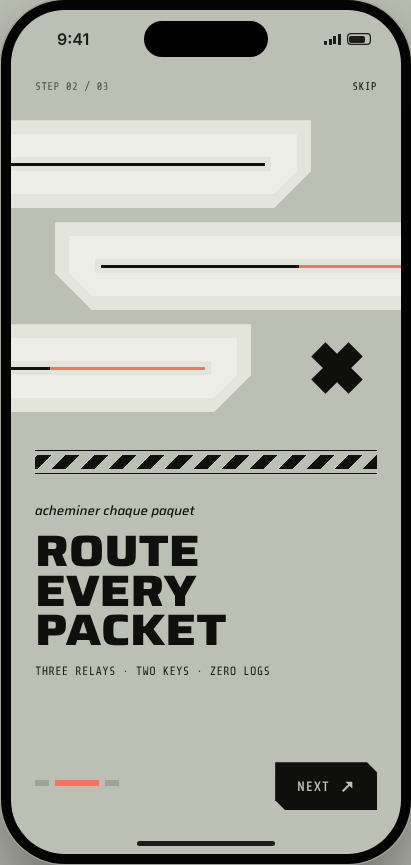 9:41
STEP 02 / 03
SKIP
acheminer chaque paquet
ROUTE
EVERY
PACKET
THREE RELAYS · TWO KEYS · ZERO LOGS
NEXT ↗